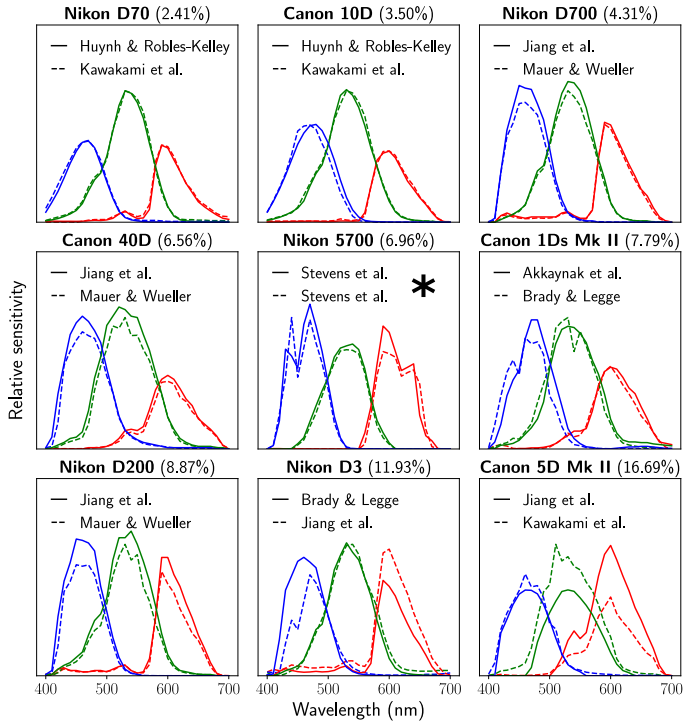 Nikon D70 (2.41%)
Huynh & Robles-Kelley
Kawakami et al.
Canon 10D (3.50%)
Huynh & Robles-Kelley
Kawakami et al.
Nikon D700 (4.31%)
Jiang et al.
Mauer & Wueller
Canon 40D (6.56%)
Jiang et al.
Mauer & Wueller
Nikon 5700 (6.96%)
Stevens et al.
Stevens et al.
*
Canon 1Ds Mk II (7.79%)
Akkaynak et al.
Brady & Legge
Relative sensitivity
Nikon D200 (8.87%)
Jiang et al.
Mauer & Wueller
Nikon D3 (11.93%)
Brady & Legge
Jiang et al.
Canon 5D Mk II (16.69%)
Jiang et al.
Kawakami et al.
400 500 600 700
400 500 600 700
400 500 600 700
Wavelength (nm)